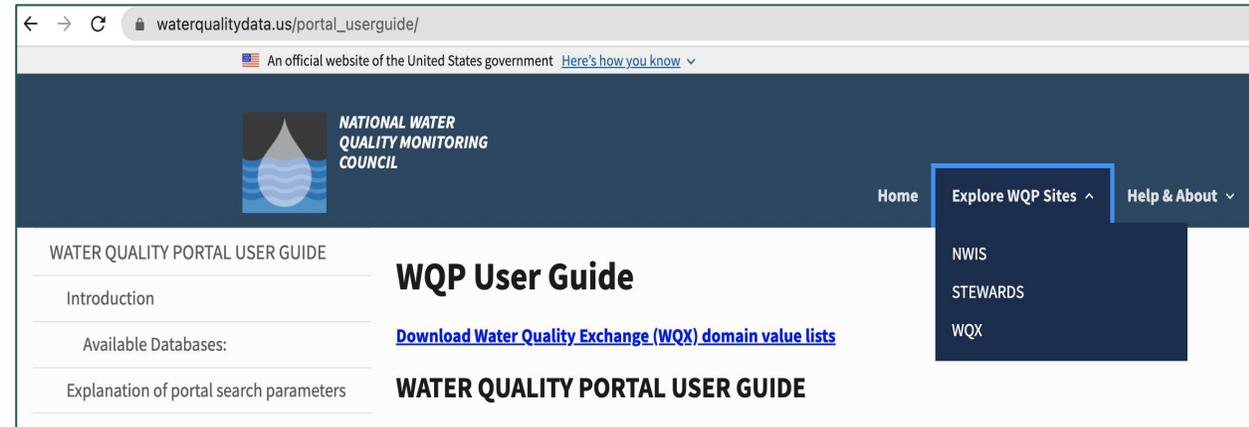 waterqualitydata.us/portal_userguide/
An official website of the United States government Here's how you know
NATIONAL WATER
QUALITY MONITORING
COUNCIL
Home Explore WQP Sites Help & About
NWIS
STEWARDS
WQX
WATER QUALITY PORTAL USER GUIDE
Introduction
Available Databases:
Explanation of portal search parameters
WQP User Guide
Download Water Quality Exchange (WQX) domain value lists
WATER QUALITY PORTAL USER GUIDE